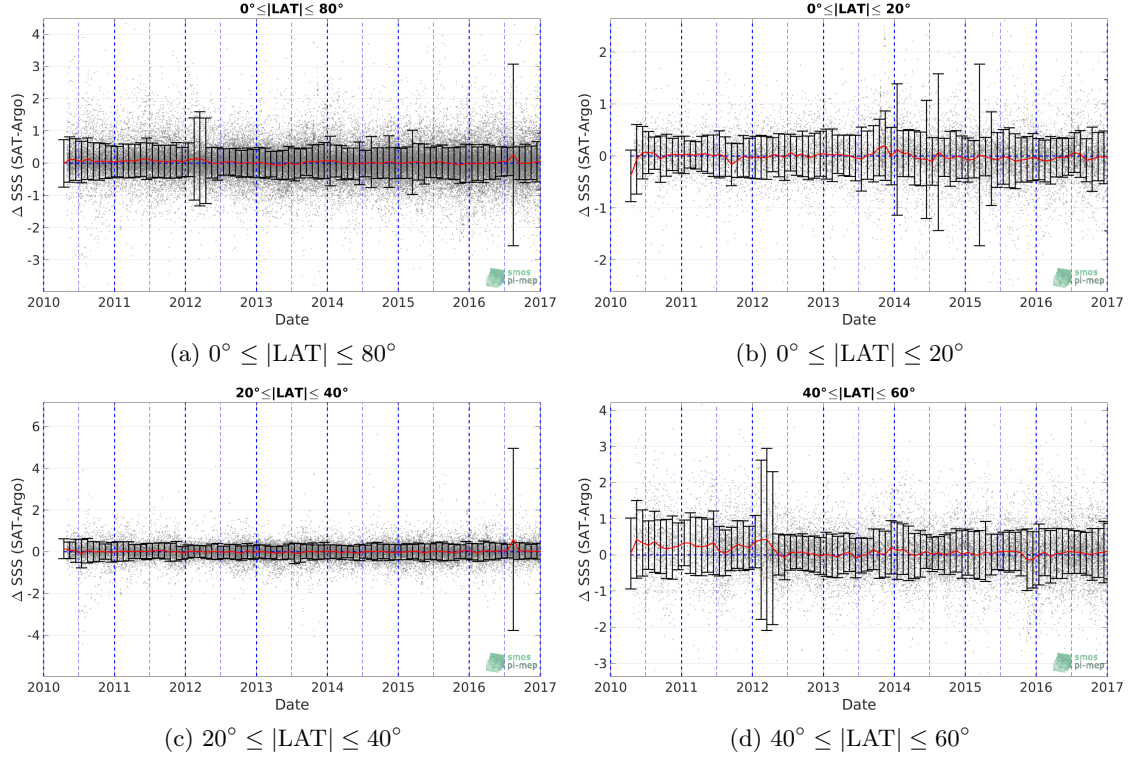 0°≤|LAT|≤ 80°
Δ SSS (SAT-Argo)
4
3
2
1
0
-1
-2
-3
2010 2011 2012 2013 2014 2015 2016 2017
Date
smos
pi-mep
(a) 0° ≤ |LAT| ≤ 80°
0°≤|LAT|≤ 20°
Δ SSS (SAT-Argo)
2
1
0
-1
-2
2010 2011 2012 2013 2014 2015 2016 2017
Date
smos
pi-mep
(b) 0° ≤ |LAT| ≤ 20°
20°≤|LAT|≤ 40°
Δ SSS (SAT-Argo)
6
4
2
0
-2
-4
2010 2011 2012 2013 2014 2015 2016 2017
Date
smos
pi-mep
(c) 20° ≤ |LAT| ≤ 40°
40°≤|LAT|≤ 60°
Δ SSS (SAT-Argo)
4
3
2
1
0
-1
-2
-3
2010 2011 2012 2013 2014 2015 2016 2017
Date
smos
pi-mep
(d) 40° ≤ |LAT| ≤ 60°